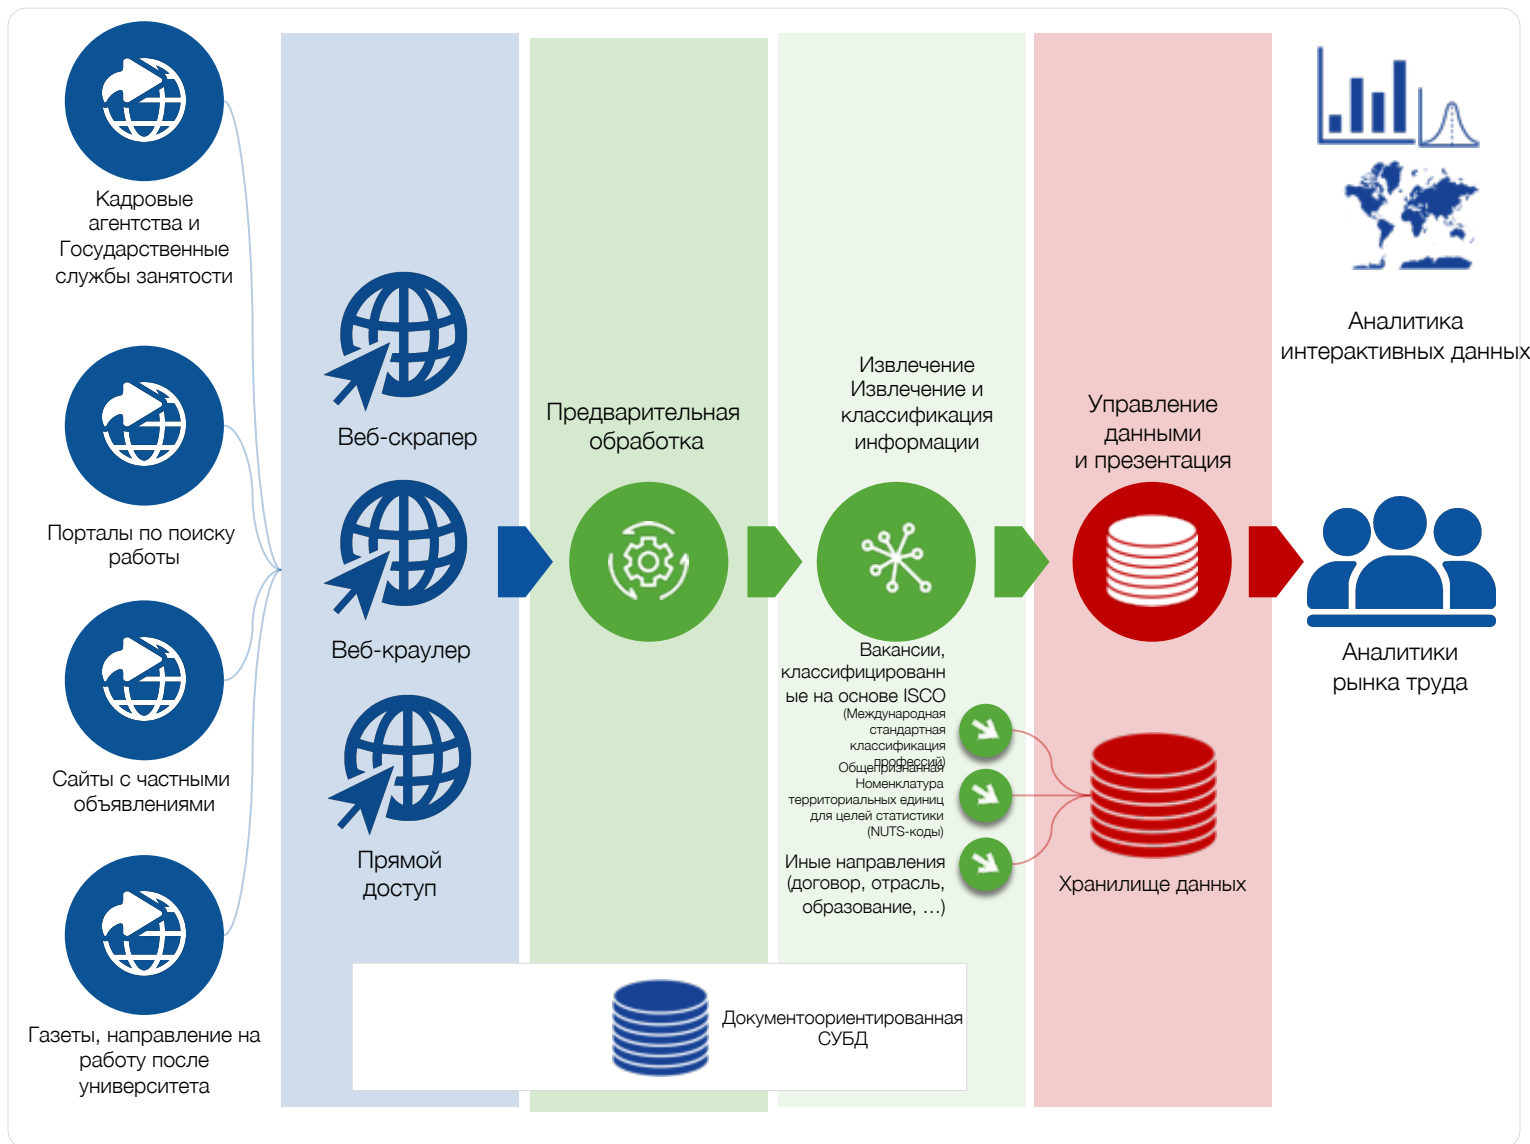 Кадровые
агентства и
Государственные
службы занятости
Порталы по поиску
работы
Сайты с частными
объявлениями
Газеты, направление на
работу после
университета
Веб-скрапер
Веб-краулер
Прямой
доступ
Предварительная
обработка
Извлечение
Извлечение и
классификация
информации
Вакансии,
классифицированн
ые на основе ISCO
(Международная
стандартная
классификация
профессий)
Общепризнанная
Номенклатура
территориальных единиц
для целей статистики
(NUTS-коды)
Иные направления
(договор, отрасль,
образование, ...)
Документоориентированная
СУБД
Управление
данными
и презентация
Хранилище данных
Аналитика
интерактивных данных
Аналитики
рынка труда